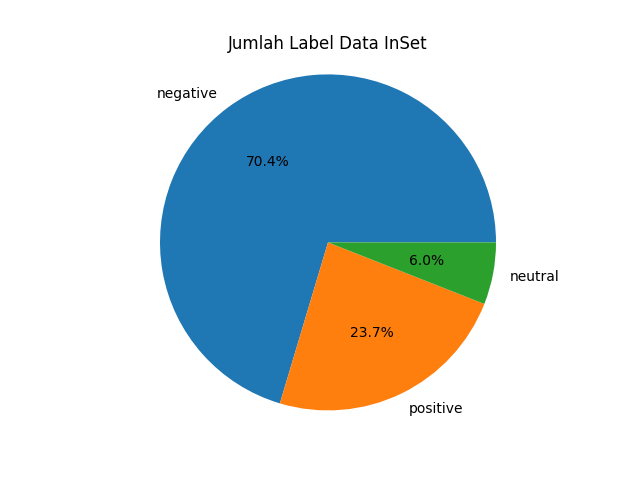 Jumlah Label Data InSet
negative
70.4%
6.0%
neutral
23.7%
positive